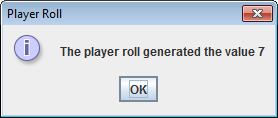 Player Roll
The player roll generated the value 7
OK